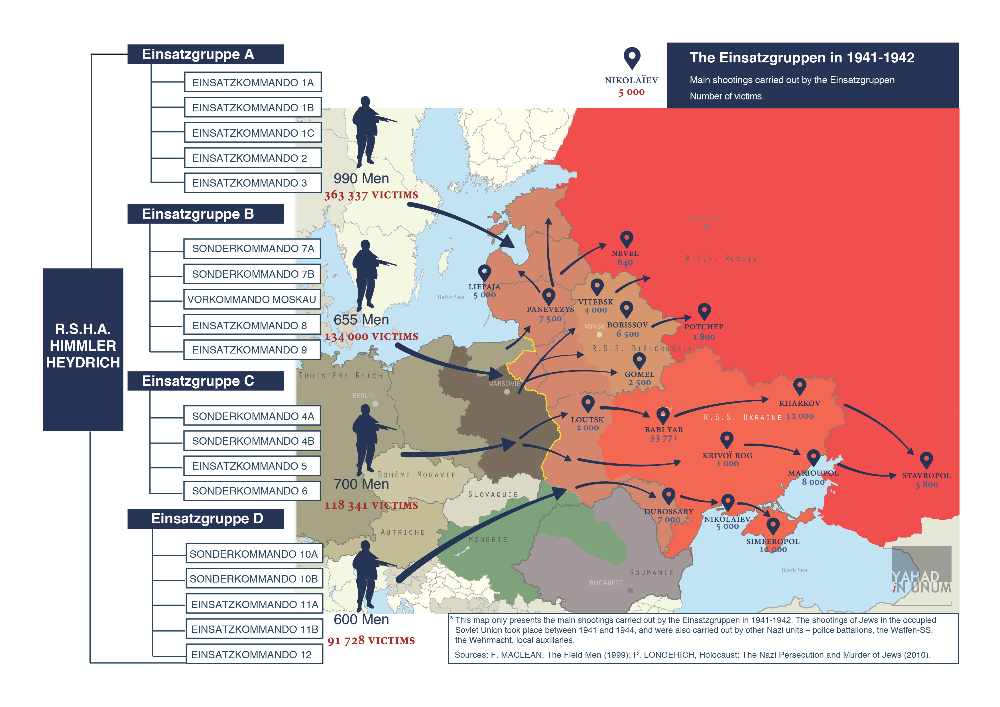 The Einsatzgruppen in 1941-1942
Main shootings carried out by the Einsatzgruppen
Number of victims.
NIKOLAÏEV
5 000
R.S.H.A.
HIMMLER
HEYDRICH
Einsatzgruppe A
EINSATZKOMMANDO 1A
EINSATZKOMMANDO 1B
EINSATZKOMMANDO 1C
EINSATZKOMMANDO 2
EINSATZKOMMANDO 3
990 Men
363 337 VICTIMS
Einsatzgruppe B
SONDERKOMMANDO 7A
SONDERKOMMANDO 7B
VORKOMMANDO MOSKAU
EINSATZKOMMANDO 8
EINSATZKOMMANDO 9
655 Men
134 000 VICTIMS
Einsatzgruppe C
SONDERKOMMANDO 4A
SONDERKOMMANDO 4B
EINSATZKOMMANDO 5
SONDERKOMMANDO 6
700 Men
118 341 VICTIMS
Einsatzgruppe D
SONDERKOMMANDO 10A
SONDERKOMMANDO 10B
EINSATZKOMMANDO 11A
EINSATZKOMMANDO 11B
EINSATZKOMMANDO 12
600 Men
91 728 VICTIMS
MOSCOW
R.S.S. RUSSIE
NEVEL
640
LIEPAJA
5 000
Baltic Sea
PANEVEZYS
7 500
VITEBSK
4 000
MINSK
BORISSOV
6 500
POTCHEP
1 800
R.S.S. BIÉLORUSSIE
GOMEL
2 500
TROISIÈME REICH
BERLIN
VARSOVIE
LOUTSK
2 000
BABI YAR
33 771
R.S.S. UKRAINE
KHARKOV
12 000
KRIVOÏ ROG
1 000
MARIOUPOL
8 000
STAVROPOL
3 800
BOHÈME-MORAVIE
SLOVAQUIE
AUTRICHE
HONGRIE
DUBOSSARY
7 000
NIKOLAÏEV
5 000
SIMFEROPOL
12 000
ROUMANIE
BUCAREST
Black Sea
YAHAD
iN UNUM
* This map only presents the main shootings carried out by the Einsatzgruppen in 1941-1942. The shootings of Jews in the occupied
Soviet Union took place between 1941 and 1944, and were also carried out by other Nazi units – police battalions, the Waffen-SS,
the Wehrmacht, local auxiliaries.
Sources: F. MACLEAN, The Field Men (1999); P. LONGERICH, Holocaust: The Nazi Persecution and Murder of Jews (2010).